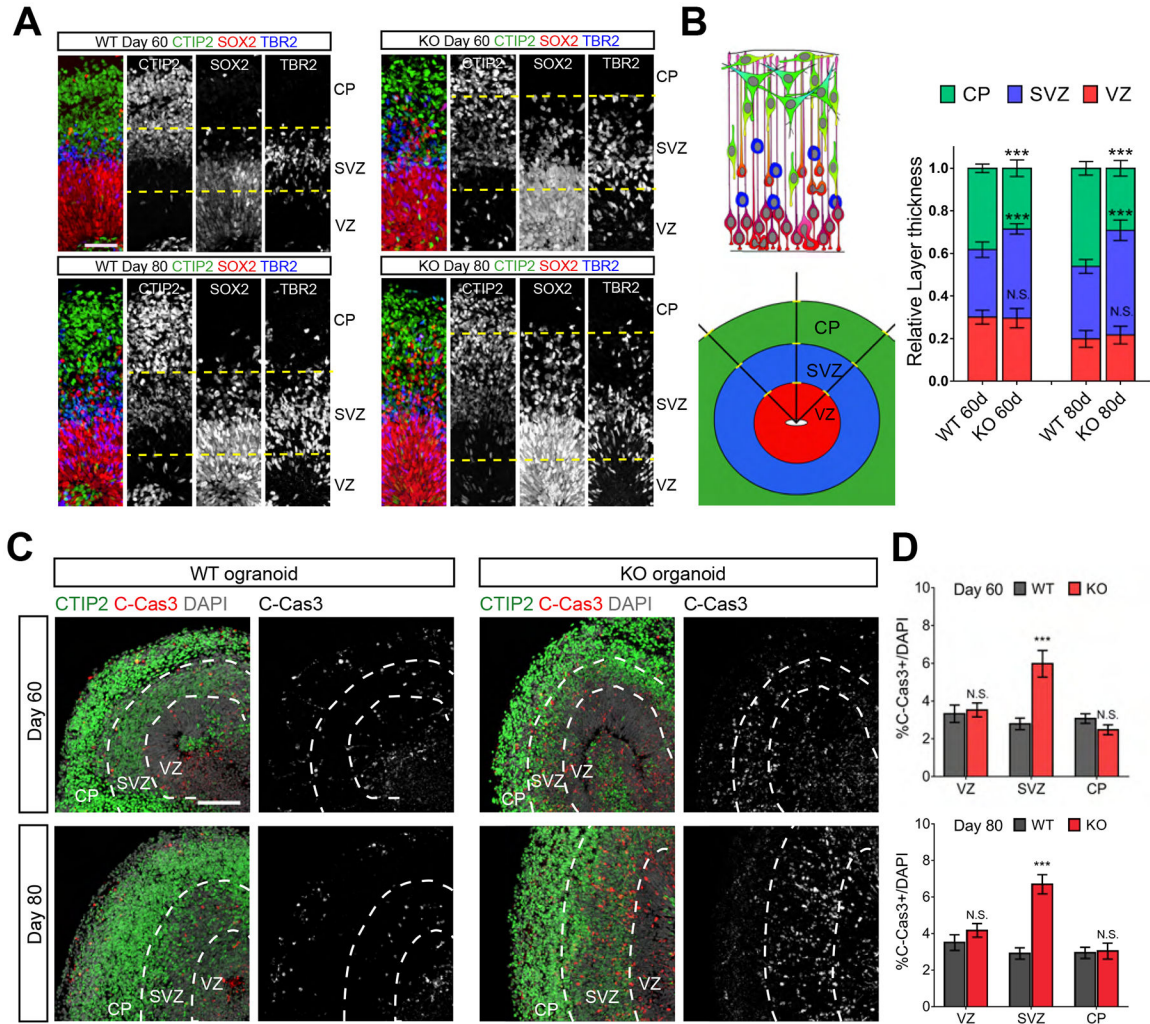 A
WT Day 60 CTIP2 SOX2 TBR2
CTIP2 SOX2 TBR2
CP
SVZ
VZ
KO Day 60 CTIP2 SOX2 TBR2
CTIP2 SOX2 TBR2
CP
SVZ
VZ
WT Day 80 CTIP2 SOX2 TBR2
CTIP2 SOX2 TBR2
CP
SVZ
VZ
KO Day 80 CTIP2 SOX2 TBR2
CTIP2 SOX2 TBR2
CP
SVZ
VZ
B
CP
SVZ
VZ
CP SVZ VZ
Relative Layer thickness
1.0
0.8
0.6
0.4
0.2
0.0
*** ***
*** ***
N.S. N.S.
WT 60d KO 60d WT 80d KO 80d
C
WT ogranoid
CTIP2 C-Cas3 DAPI C-Cas3
KO organoid
CTIP2 C-Cas3 DAPI C-Cas3
Day 60
CP SVZ VZ
CP SVZ VZ
Day 80
CP SVZ VZ
CP SVZ VZ
D
Day 60 WT KO
%C-Cas3+/DAPI
10
8
6
4
2
0
N.S. *** N.S.
VZ SVZ CP
Day 80 WT KO
%C-Cas3+/DAPI
10
8
6
4
2
0
N.S. *** N.S.
VZ SVZ CP